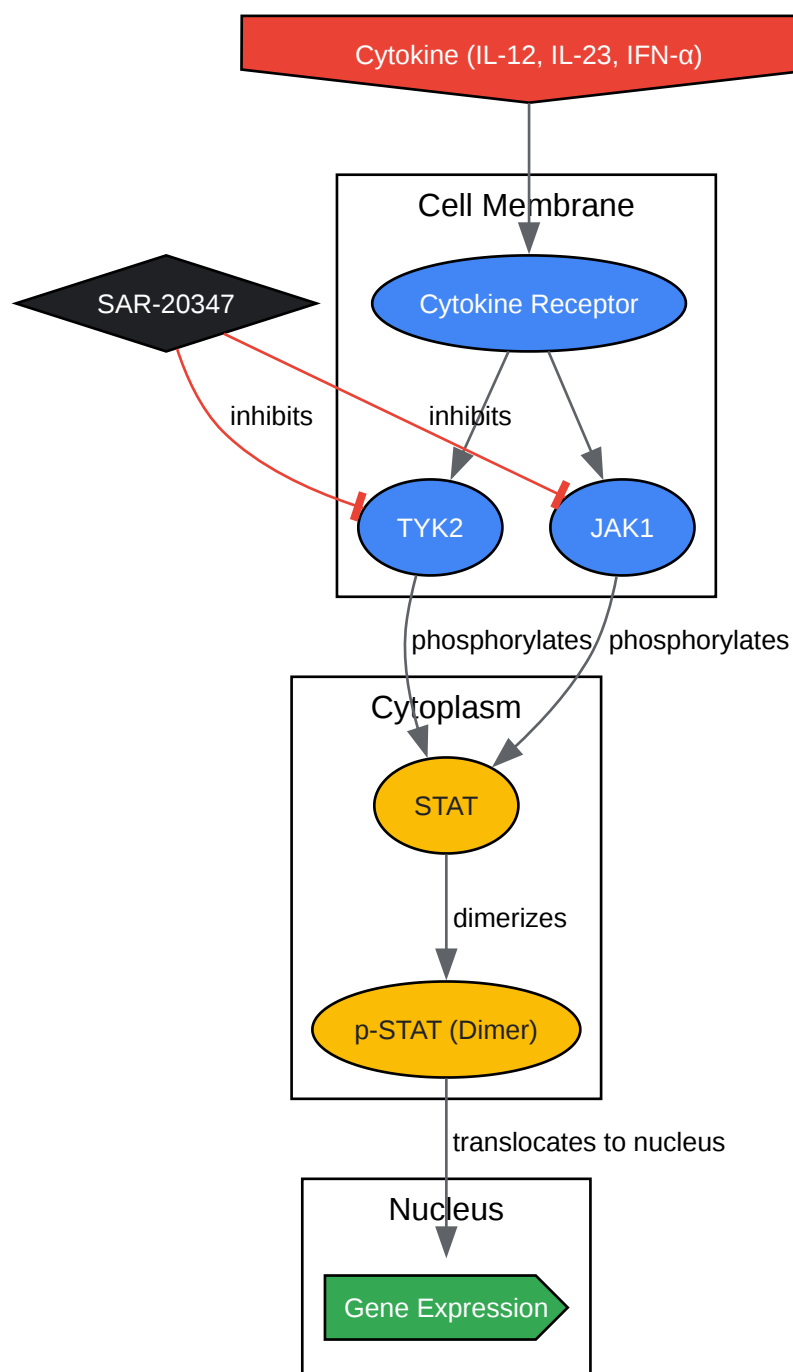 Cytokine (IL-12, IL-23, IFN-α)
Cell Membrane
SAR-20347
Cytokine Receptor
inhibits
inhibits
TYK2
JAK1
phosphorylates
phosphorylates
Cytoplasm
STAT
dimerizes
p-STAT (Dimer)
translocates to nucleus
Nucleus
Gene Expression